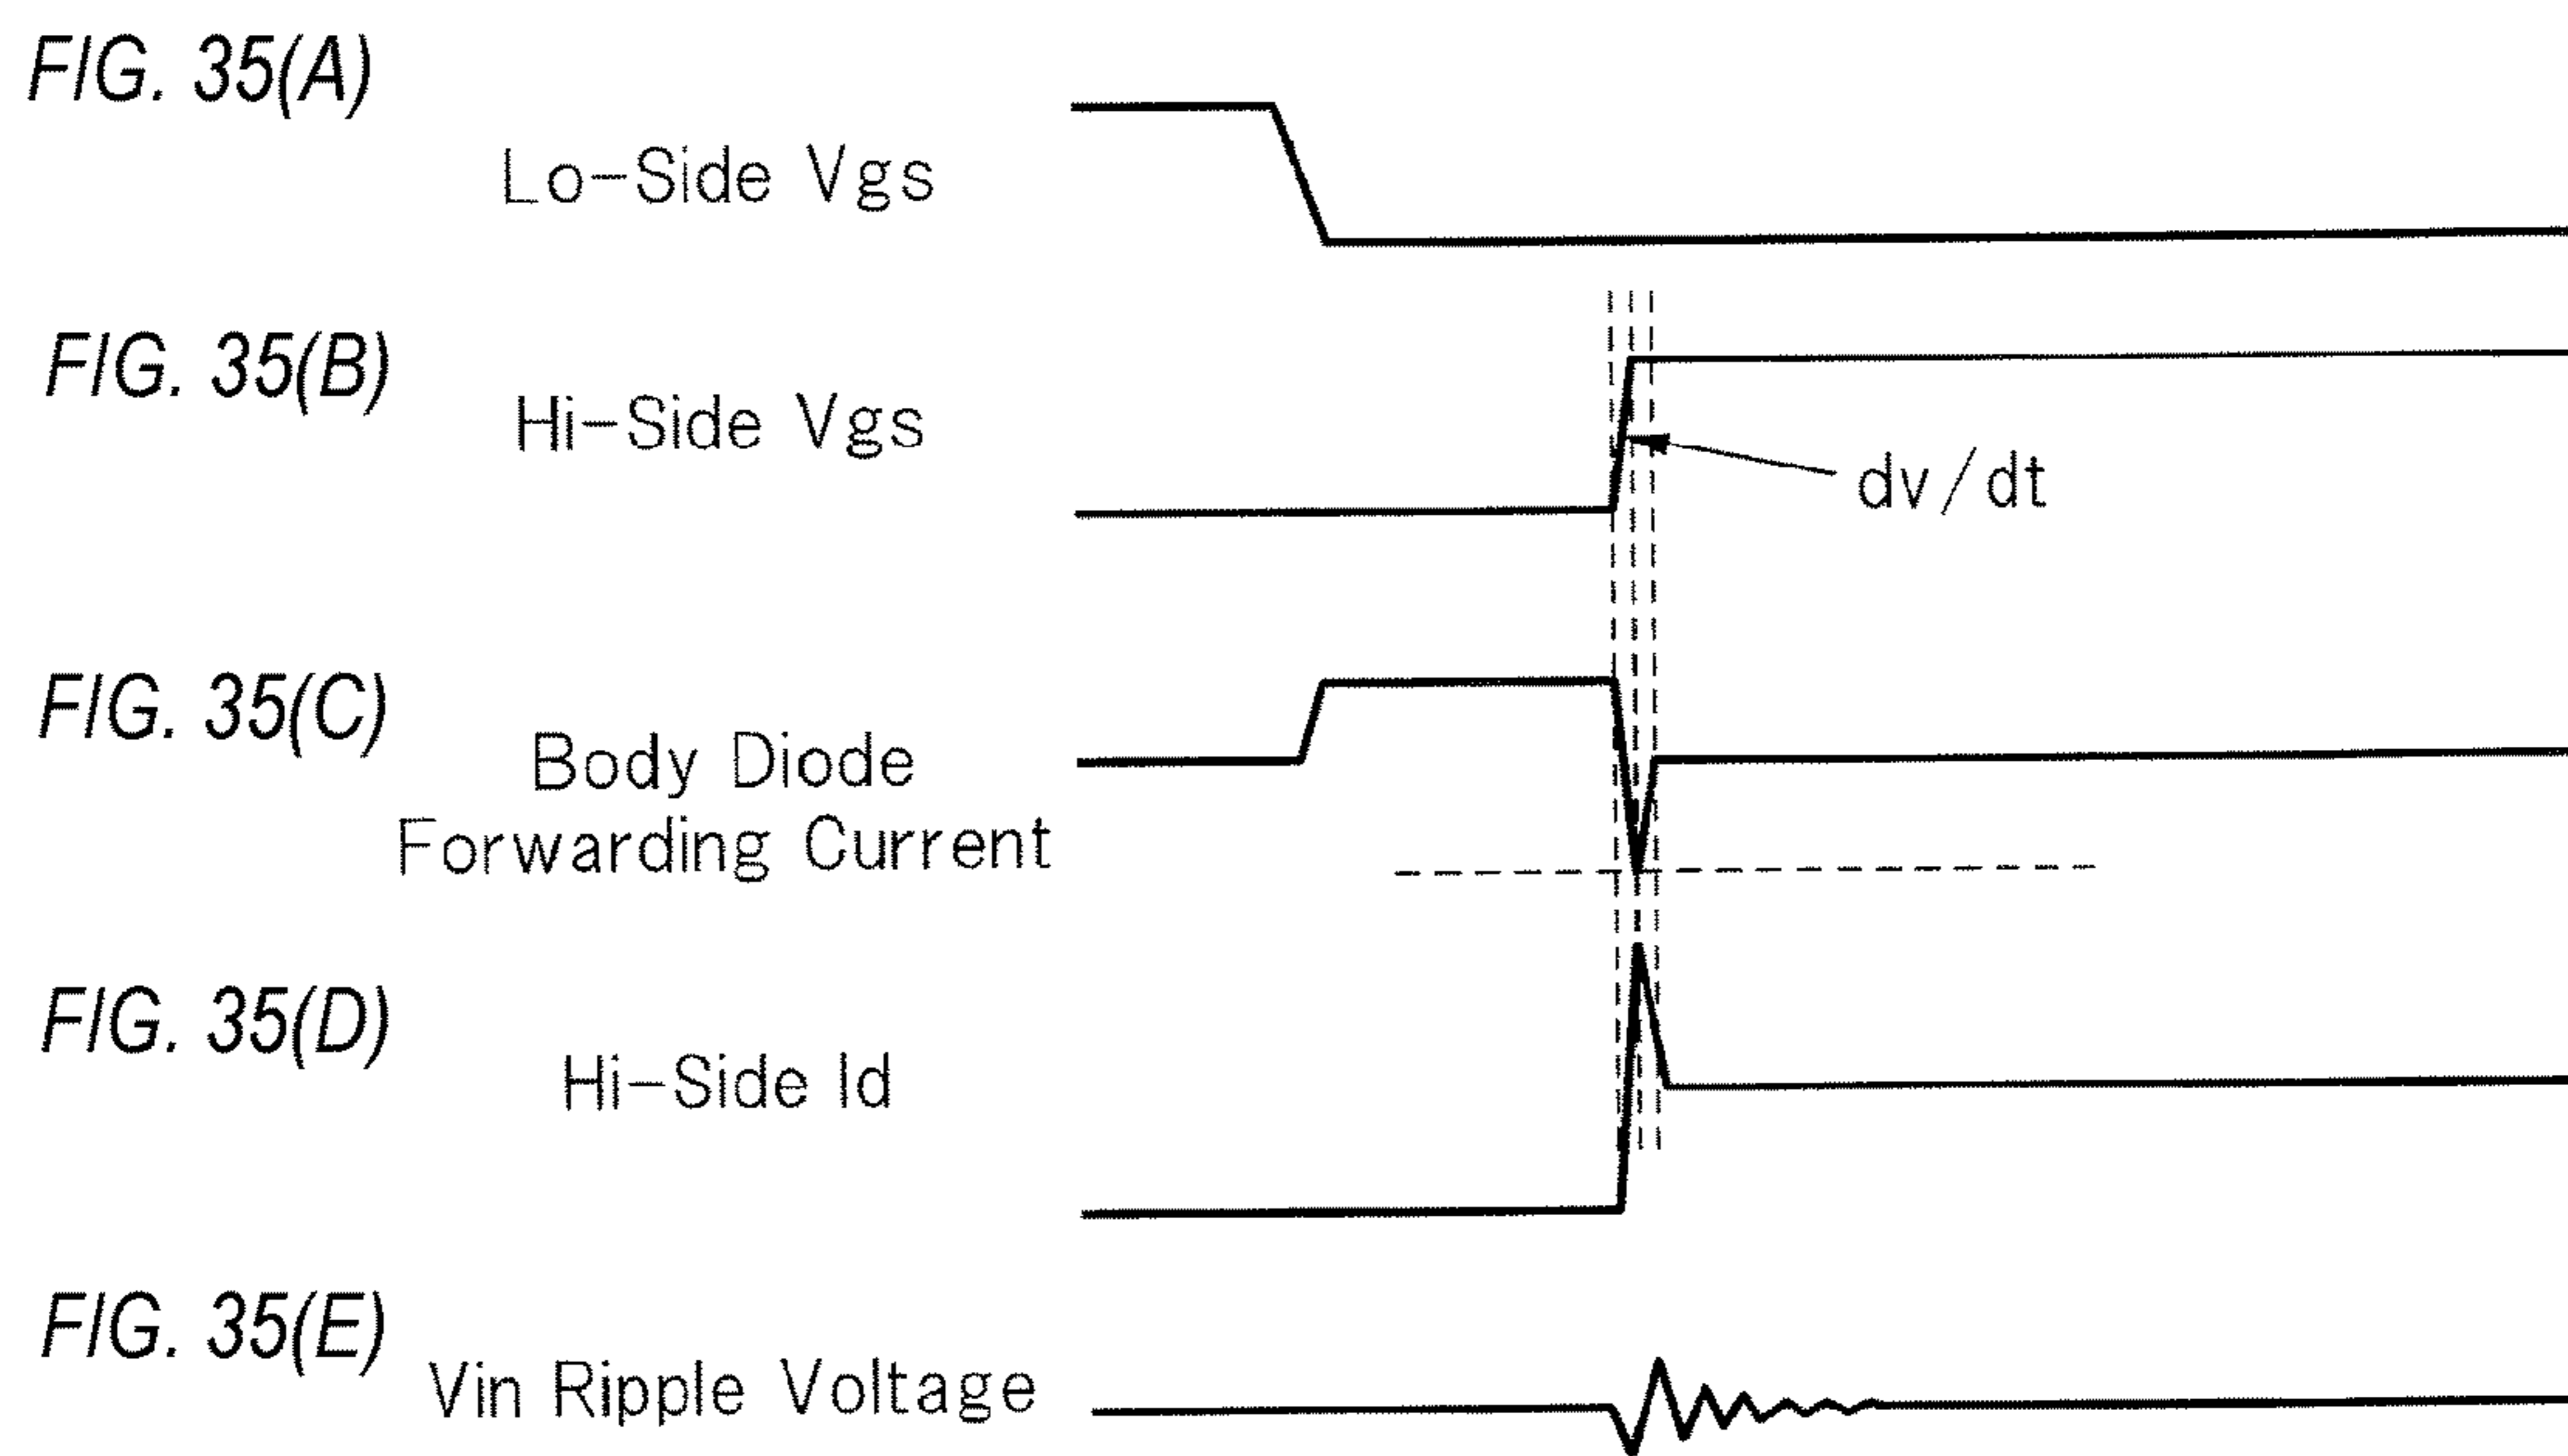 FIG. 35(A)
Lo-Side Vgs
FIG. 35(B)
Hi-Side Vgs
dv/dt
FIG. 35(C)
Body Diode
Forwarding Current
FIG. 35(D)
Hi-Side Id
FIG. 35(E)
Vin Ripple Voltage